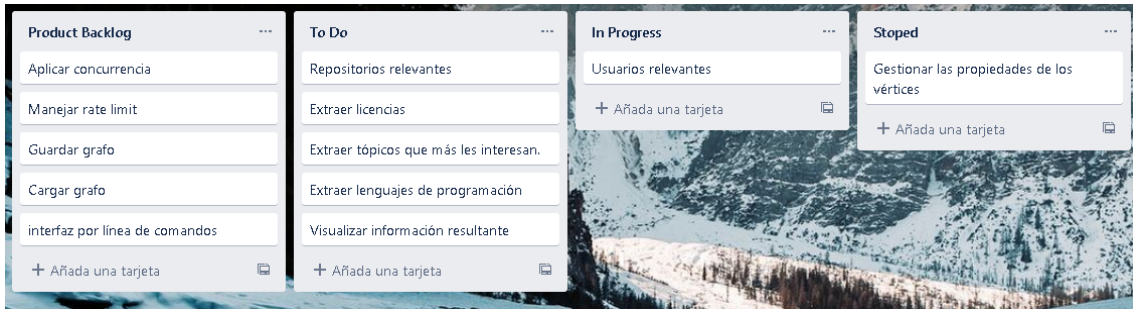 Product Backlog
Aplicar concurrencia
Manejar rate limit
Guardar grafo
Cargar grafo
interfaz por línea de comandos
+ Añada una tarjeta
To Do
Repositorios relevantes
Extraer licencias
Extraer tópicos que más les interesan.
Extraer lenguajes de programación
Visualizar información resultante
+ Añada una tarjeta
In Progress
Usuarios relevantes
+ Añada una tarjeta
Stoped
Gestionar las propiedades de los
vértices
+ Añada una tarjeta